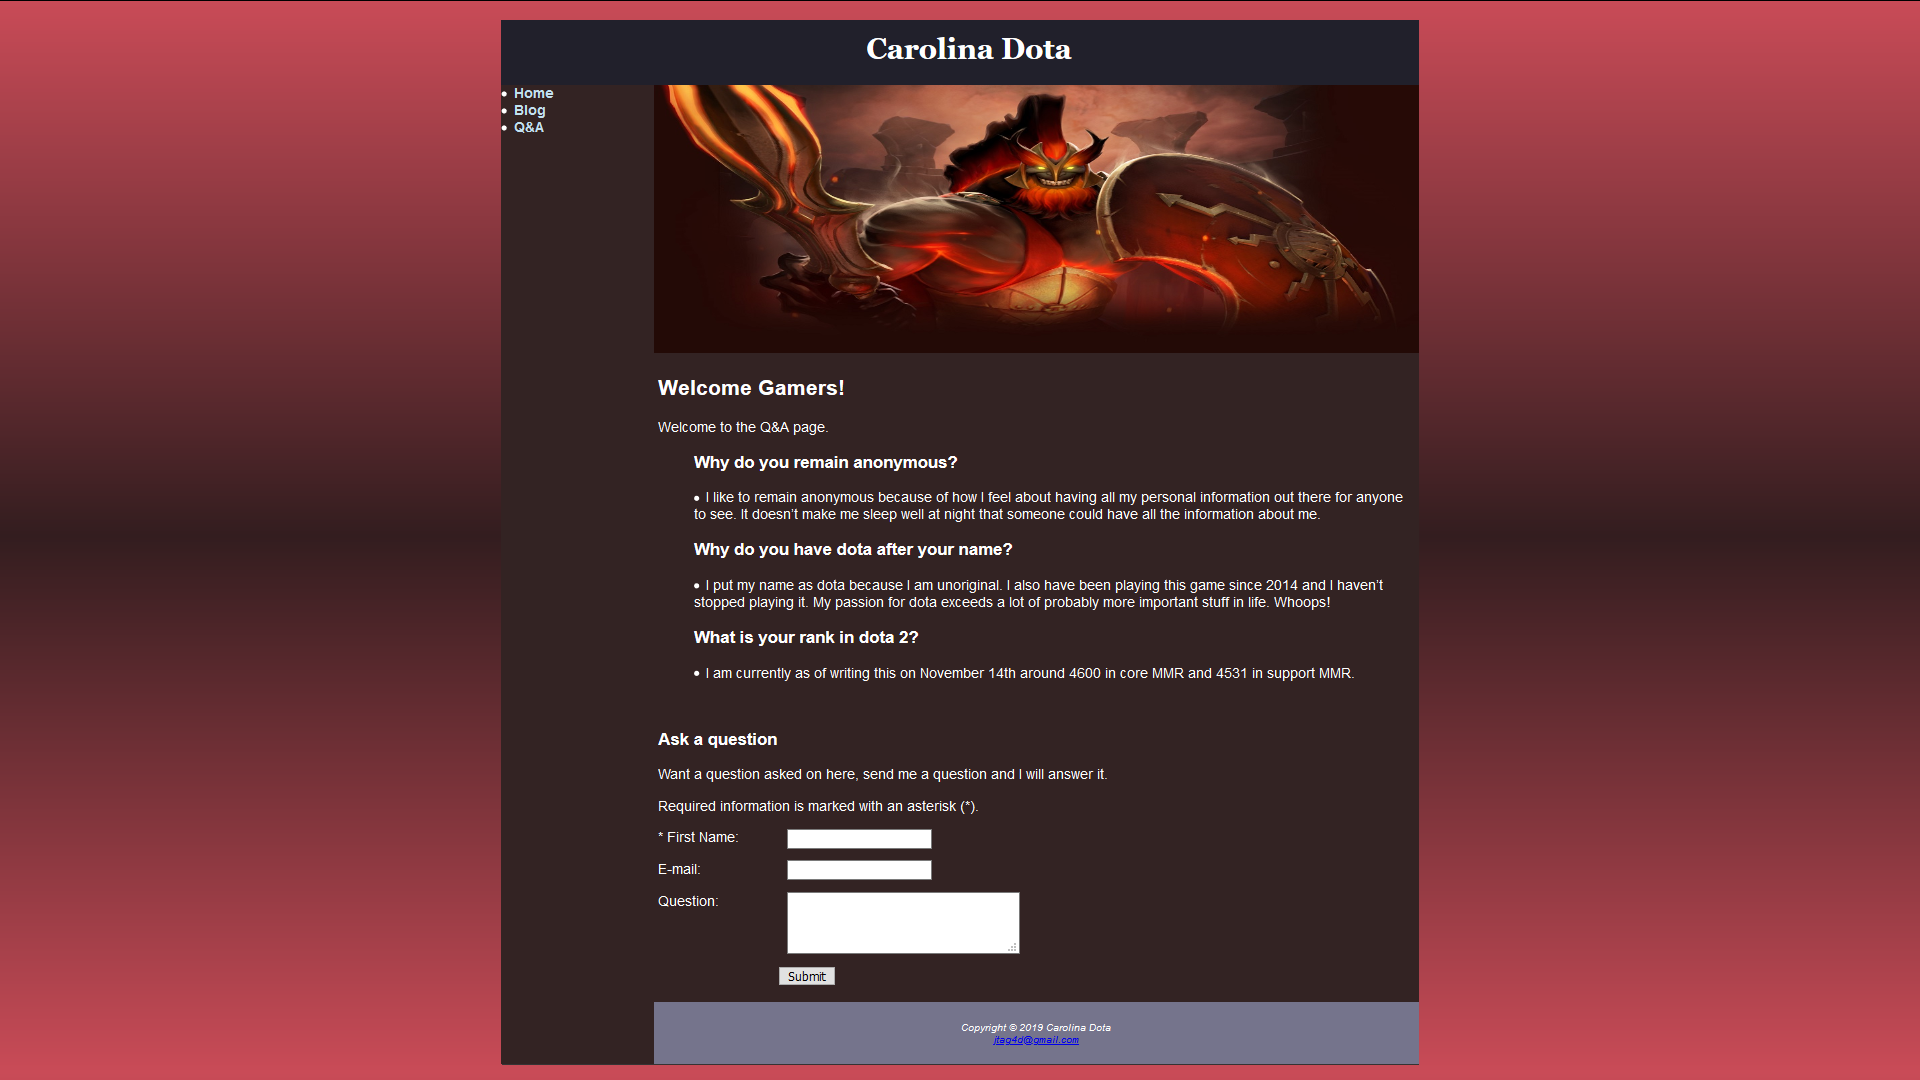 Carolina Dota
Home
Blog
Q&A
Welcome Gamers!
Welcome to the Q&A page.
Why do you remain anonymous?
I like to remain anonymous because of how I feel about having all my personal information out there for anyone
to see. It doesn't make me sleep well at night that someone could have all the information about me.
Why do you have dota after your name?
I put my name as dota because I am unoriginal. I also have been playing this game since 2014 and I haven't
stopped playing it. My passion for dota exceeds a lot of probably more important stuff in life. Whoops!
What is your rank in dota 2?
I am currently as of writing this on November 14th around 4600 in core MMR and 4531 in support MMR.
Ask a question
Want a question asked on here, send me a question and I will answer it.
Required information is marked with an asterisk (*).
* First Name:
E-mail:
Question:
Submit
Copyright © 2019 Carolina Dota
jtag4d@gmail.com